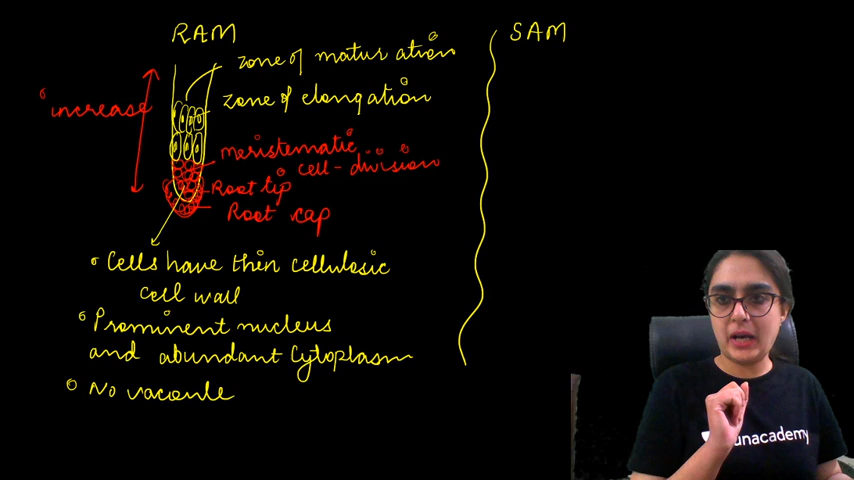 RAM
zone of maturation
zone of elongation
increase
meristematic
cell-division
Root tip
Root cap
• Cells have thin cellulosic
cell wall
• Prominent nucleus
and abundant cytoplasm
• No vacoule
SAM
unacademy